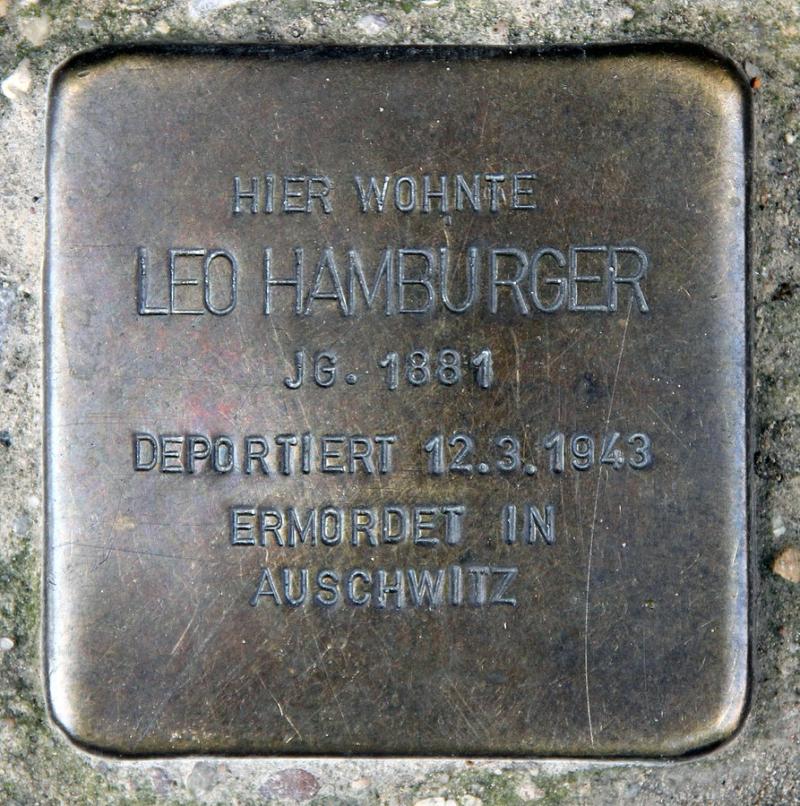 HIER WOHNTE
LEO HAMBURGER
JG. 1881
DEPORTIERT 12.3.1943
ERMORDET IN
AUSCHWITZ